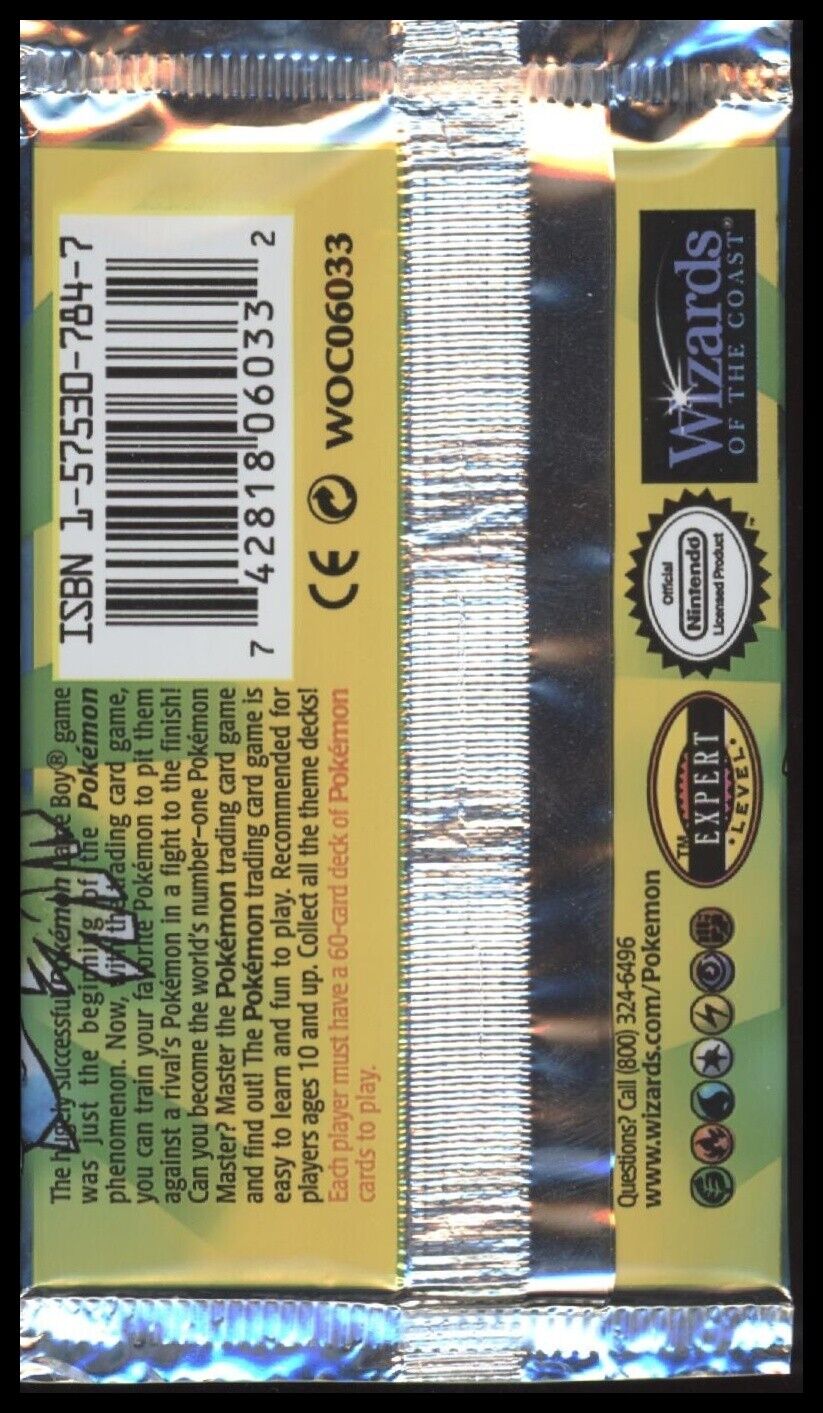 The hugely successful Pokémon Game Boy® game
was just the beginning of the Pokémon
phenomenon. Now, with the trading card game,
you can train your favorite Pokémon to pit them
against a rival's Pokémon in a fight to the finish!
Can you become the world's number–one Pokémon
Master? Master the Pokémon trading card game
and find out! The Pokémon trading card game is
easy to learn and fun to play. Recommended for
players ages 10 and up. Collect all the theme decks!
Each player must have a 60-card deck of Pokémon
cards to play.
ISBN 1-57530-784-7
7 42818 06033 2
CE WOC06033
Questions? Call (800) 324-6496
www.wizards.com/Pokemon
TM
EXPERT
• LEVEL •
Official
Nintendo
Licensed Product
™
Wizards
OF THE COAST®